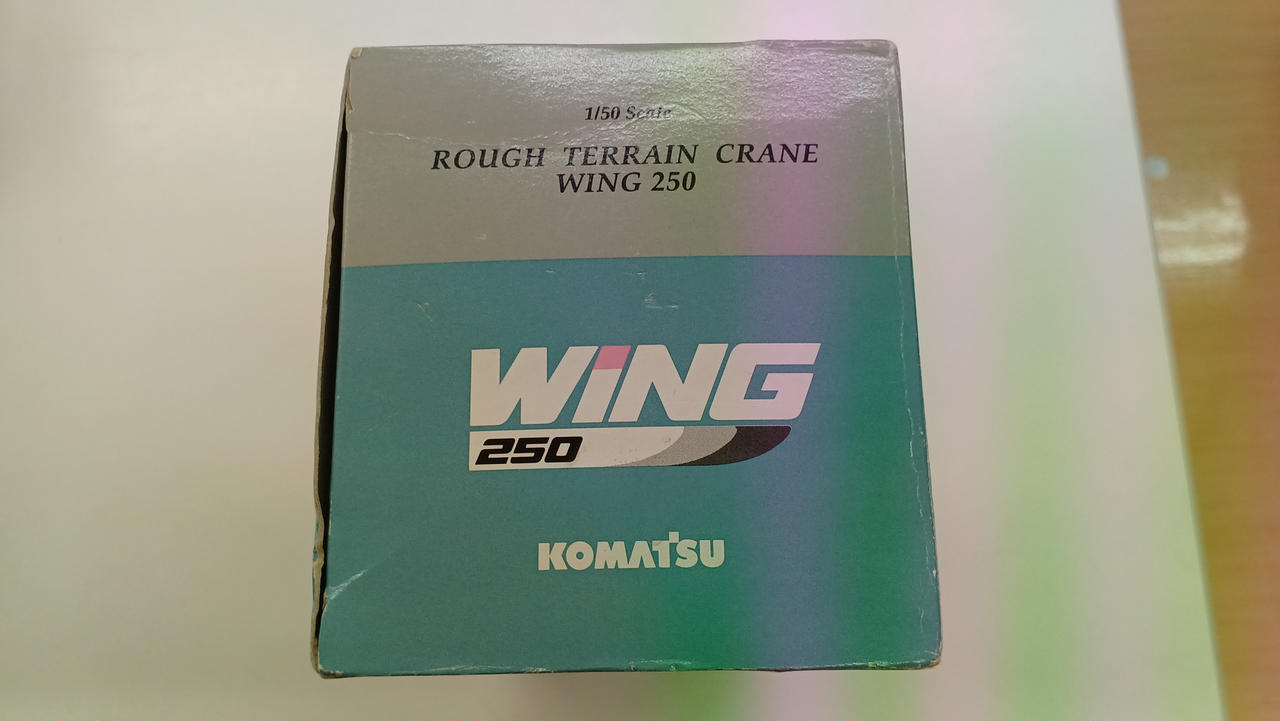 1/50 Scale
ROUGH TERRAIN CRANE
WING 250
WiNG
250
KOMATSU